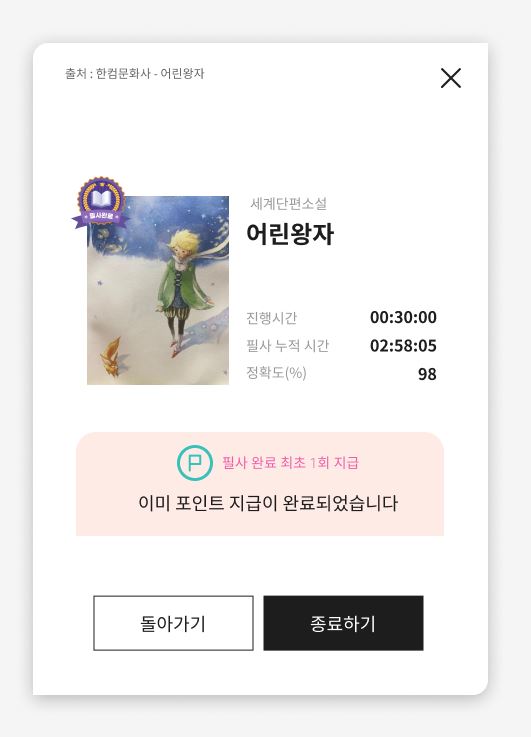 출처 : 한컴문화사 - 어린왕자
필사완료
세계단편소설
어린왕자
진행시간 00:30:00
필사 누적 시간 02:58:05
정확도(%) 98
필사 완료 최초 1회 지급
이미 포인트 지급이 완료되었습니다
돌아가기 종료하기